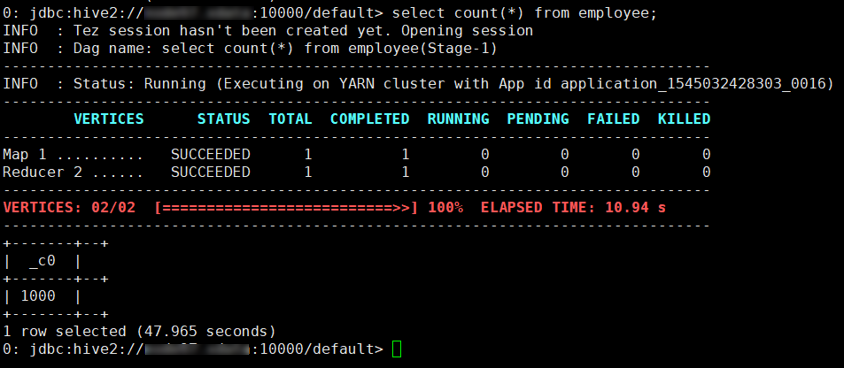 0: jdbc:hive2:// :10000/default> select count(*) from employee;
INFO  : Tez session hasn't been created yet. Opening session
INFO  : Dag name: select count(*) from employee(Stage-1)
--------------------------------------------------------------------------------
INFO  : Status: Running (Executing on YARN cluster with App id application_1545032428303_0016)
--------------------------------------------------------------------------------
        VERTICES      STATUS  TOTAL  COMPLETED  RUNNING  PENDING  FAILED  KILLED
--------------------------------------------------------------------------------
Map 1 ..........   SUCCEEDED      1          1        0        0       0       0
Reducer 2 ......   SUCCEEDED      1          1        0        0       0       0
--------------------------------------------------------------------------------
VERTICES: 02/02  [==========================>>] 100%  ELAPSED TIME: 10.94 s
--------------------------------------------------------------------------------
+-------+--+
|  _c0  |
+-------+--+
| 1000  |
+-------+--+
1 row selected (47.965 seconds)
0: jdbc:hive2:// :10000/default>